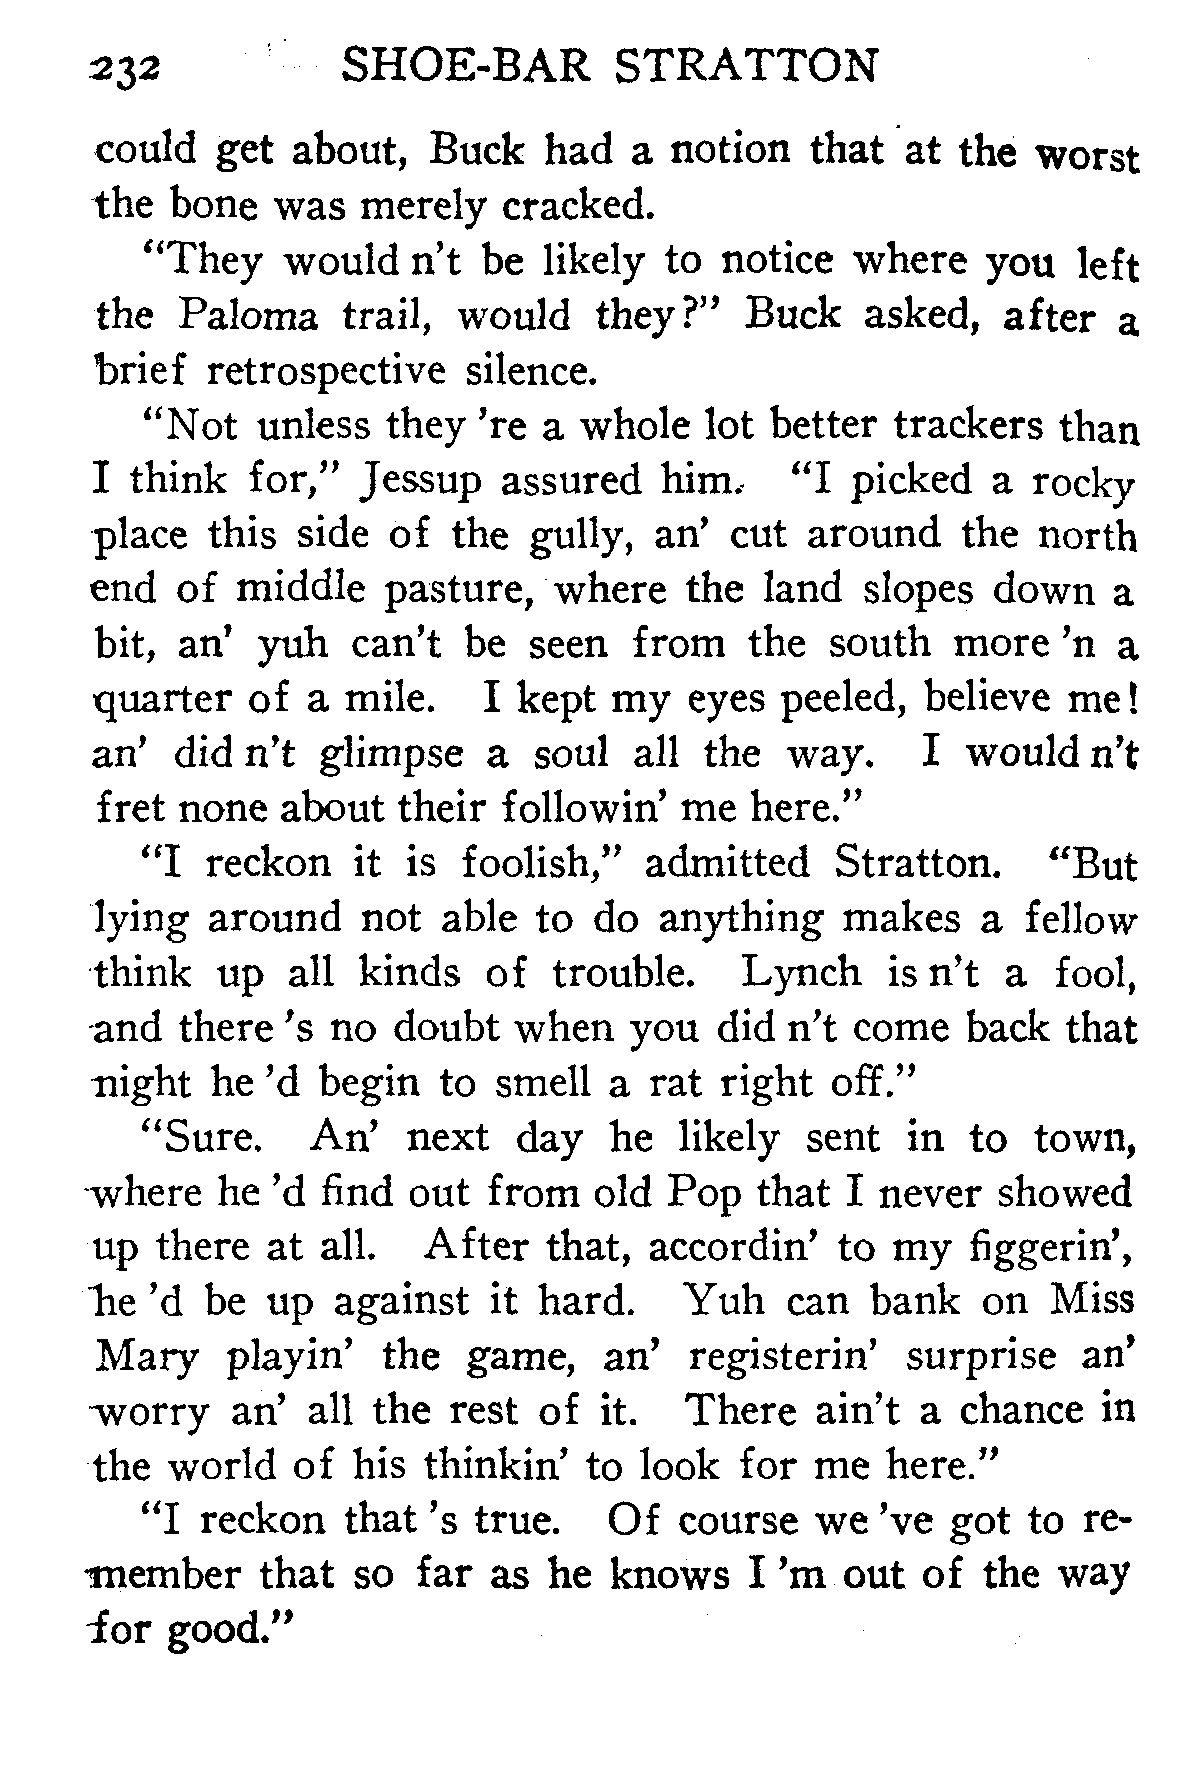 232 SHOE-BAR STRATTON
could get about, Buck had a notion that at the worst
the bone was merely cracked.
"They would n't be likely to notice where you left
the Paloma trail, would they?" Buck asked, after a
brief retrospective silence.
"Not unless they 're a whole lot better trackers than
I think for," Jessup assured him. "I picked a rocky
place this side of the gully, an' cut around the north
end of middle pasture, where the land slopes down a
bit, an' yuh can't be seen from the south more 'n a
quarter of a mile. I kept my eyes peeled, believe me!
an' did n't glimpse a soul all the way. I would n't
fret none about their followin' me here."
"I reckon it is foolish," admitted Stratton. "But
lying around not able to do anything makes a fellow
think up all kinds of trouble. Lynch is n't a fool,
and there 's no doubt when you did n't come back that
night he 'd begin to smell a rat right off."
"Sure. An' next day he likely sent in to town,
where he 'd find out from old Pop that I never showed
up there at all. After that, accordin' to my figgerin',
he 'd be up against it hard. Yuh can bank on Miss
Mary playin' the game, an' registerin' surprise an'
worry an' all the rest of it. There ain't a chance in
the world of his thinkin' to look for me here."
"I reckon that 's true. Of course we 've got to re-
member that so far as he knows I 'm out of the way
for good."